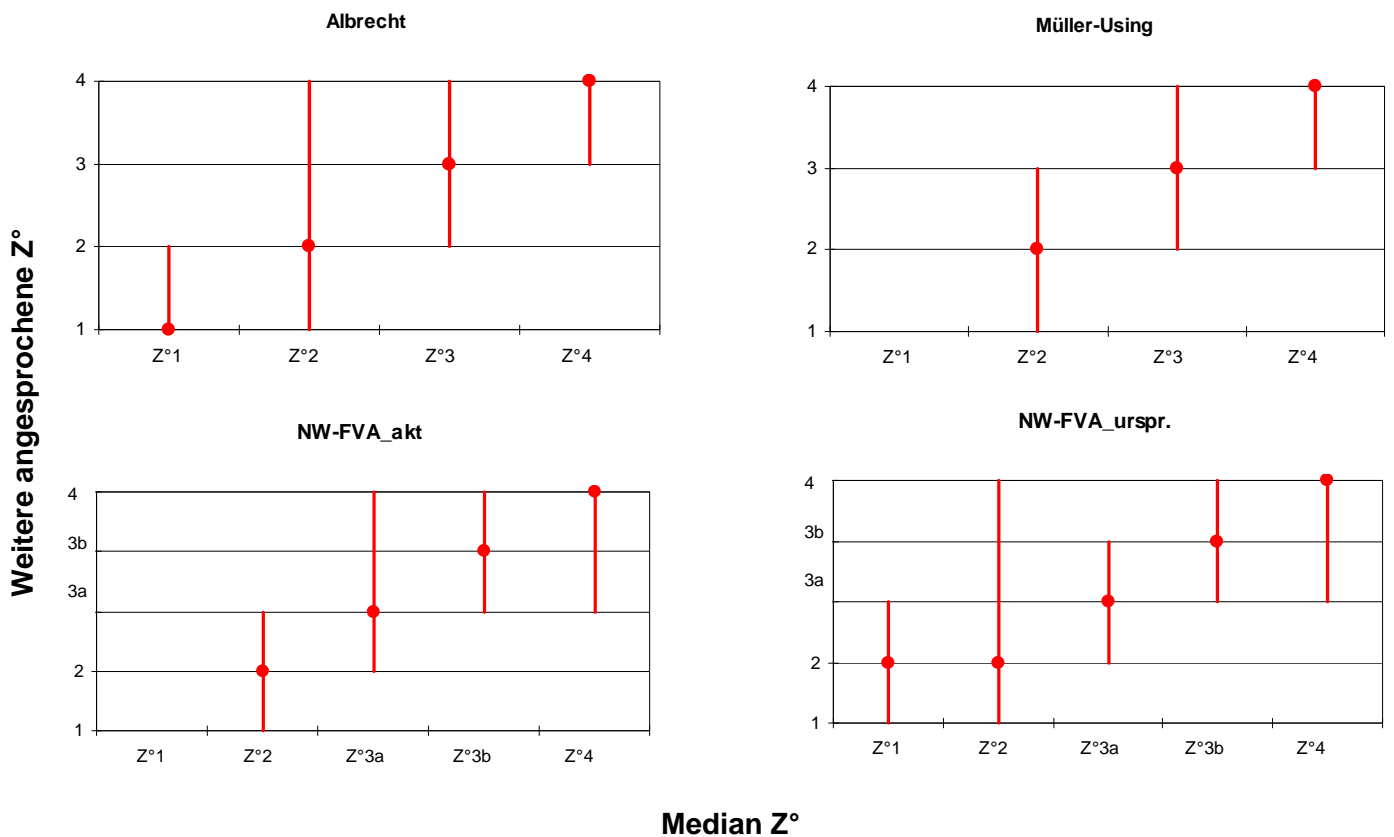 Albrecht
4
3
2
1
Z°1 Z°2 Z°3 Z°4
Müller-Using
4
3
2
1
Z°1 Z°2 Z°3 Z°4
Weitere angesprochene Z°
NW-FVA_akt
4
3b
3a
2
1
Z°1 Z°2 Z°3a Z°3b Z°4
NW-FVA_urspr.
4
3b
3a
2
1
Z°1 Z°2 Z°3a Z°3b Z°4
Median Z°